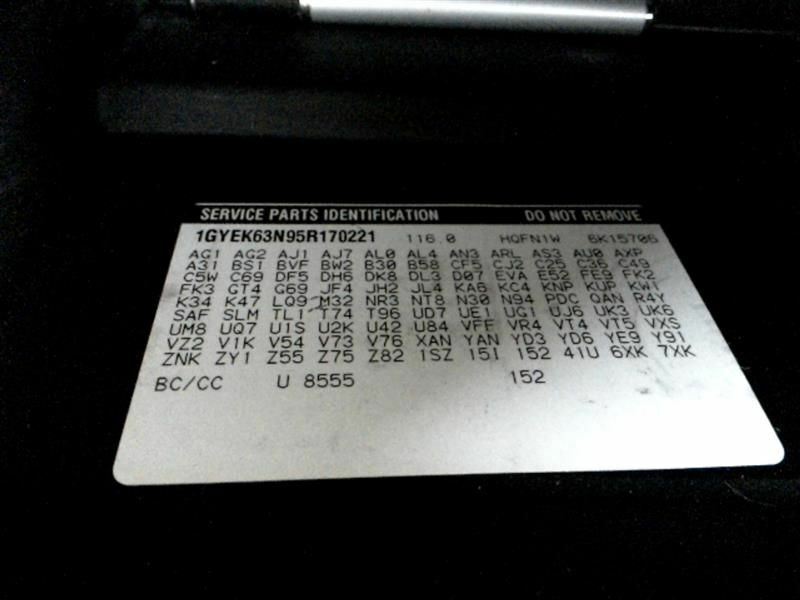 SERVICE PARTS IDENTIFICATION DO NOT REMOVE
1GYEK63N95R170221 116.0 HQFN1W 6K15706
AG1 AG2 AJ1 AJ7 AL0 AL4 AN3 ARL AS3 AU0 AXP
A31 BS1 BVF BW2 B30 B58 CF5 CJ2 C25 C36 C49
C5W C69 DF5 DH6 DK8 DL3 D07 EVA E52 FE9 FK2
FK3 GT4 G69 JF4 JH2 JL4 KA6 KC4 KNP KUP KW1
K34 K47 LQ9 M32 NR3 NT8 N30 N94 PDC QAN R4Y
SAF SLM TL1 T74 T96 UD7 UE1 UG1 UJ6 UK3 UK6
UM8 UQ7 U1S U2K U42 U84 VFF VR4 VT4 VT5 VXS
VZ2 V1K V54 V73 V76 XAN YAN YD3 YD6 YE9 Y91
ZNK ZY1 Z55 Z75 Z82 1SZ 15I 152 41U 6XK 7XK
BC/CC U 8555 152